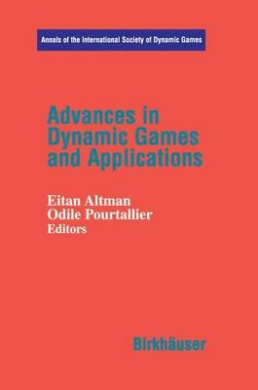 Annals of the International Society of Dynamic Games
Advances in
Dynamic Games
and Applications
Eitan Altman
Odile Pourtallier
Editors
Birkhäuser